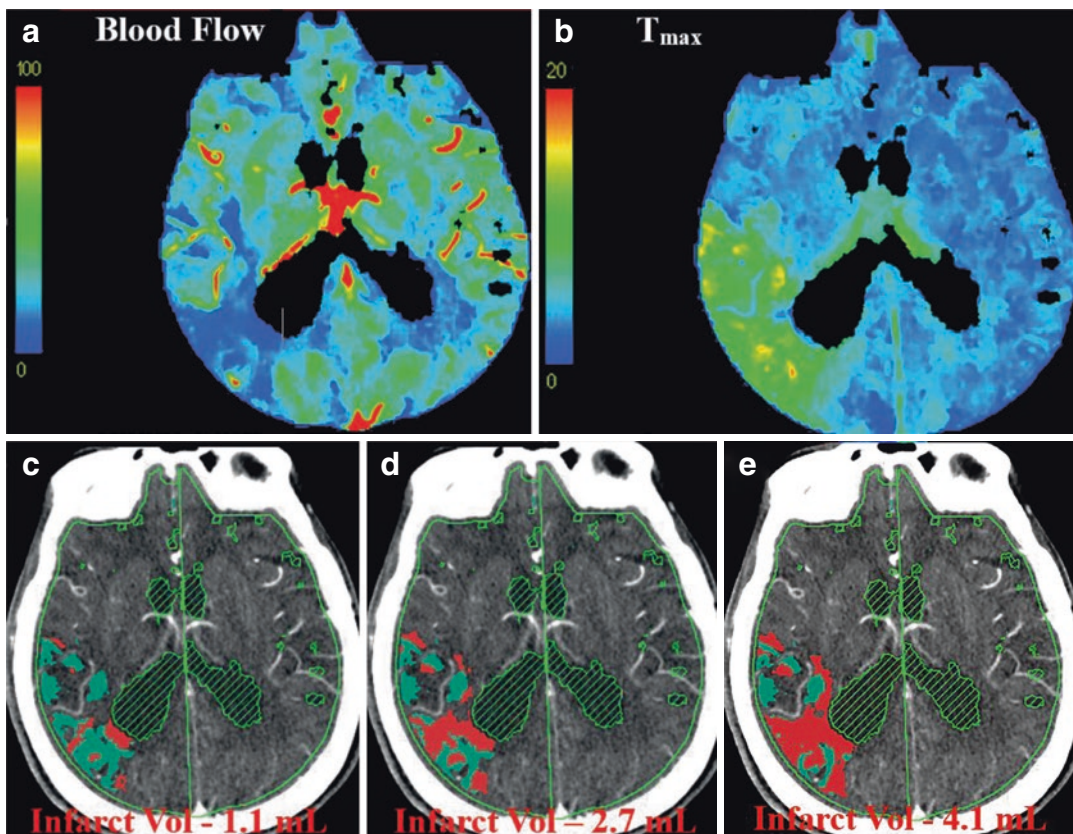 a
Blood Flow
100
0
b
Tmax
20
0
c
Infarct Vol - 1.1 mL
d
Infarct Vol – 2.7 mL
e
Infarct Vol - 4.1 mL